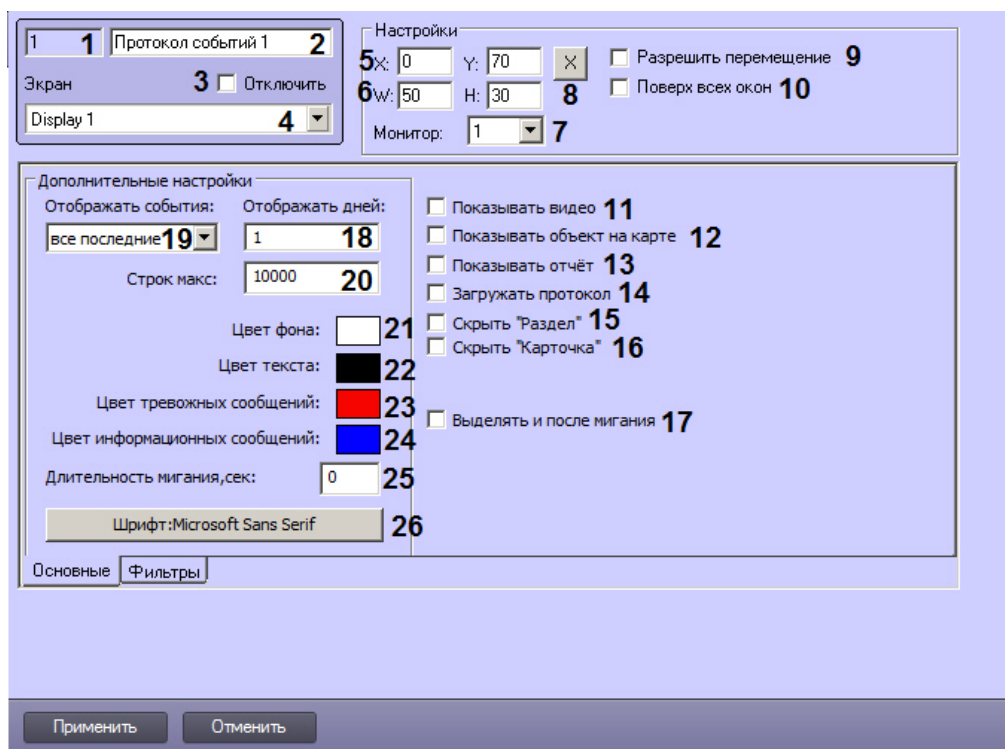 1 1 Протокол событий 1 2
Экран 3 Отключить
Display 1 4
Настройки
5 X: 0 Y: 70 X Разрешить перемещение 9
6 W: 50 H: 30 8 Поверх всех окон 10
Монитор: 1 7
Дополнительные настройки
Отображать события: Отображать дней:
все последние 19 1 18
Строк макс: 10000 20
Цвет фона: 21
Цвет текста: 22
Цвет тревожных сообщений: 23
Цвет информационных сообщений: 24
Длительность мигания,сек: 0 25
Шрифт:Microsoft Sans Serif 26
Показывать видео 11
Показывать объект на карте 12
Показывать отчёт 13
Загружать протокол 14
Скрыть "Раздел" 15
Скрыть "Карточка" 16
Выделять и после мигания 17
Основные Фильтры
Применить Отменить